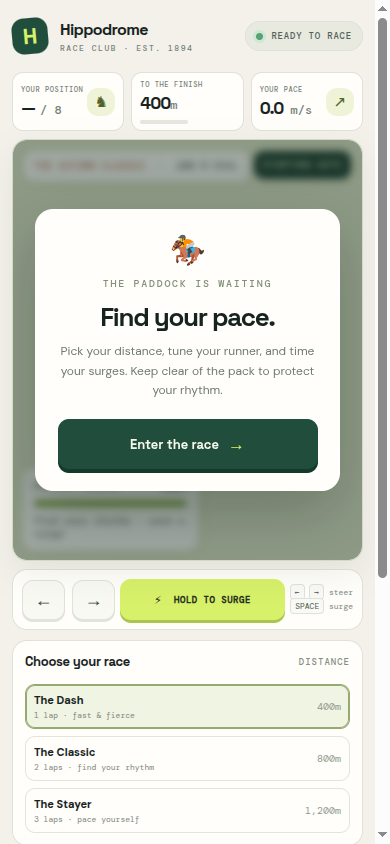 H
Hippodrome
RACE CLUB · EST. 1894
READY TO RACE
YOUR POSITION
— / 8
TO THE FINISH
400m
YOUR PACE
0.0 m/s
THE PADDOCK IS WAITING
Find your pace.
Pick your distance, tune your runner, and time
your surges. Keep clear of the pack to protect
your rhythm.
Enter the race →
← → ⚡ HOLD TO SURGE
← → steer
SPACE surge
Choose your race
DISTANCE
The Dash
1 lap · fast & fierce
400m
The Classic
2 laps · find your rhythm
800m
The Stayer
3 laps · pace yourself
1,200m